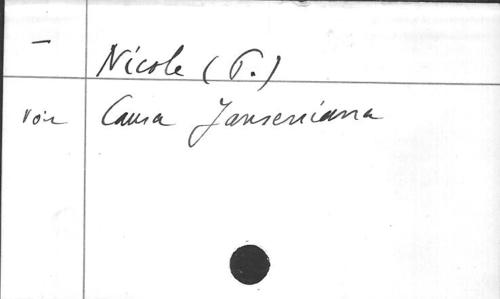 — Nicole (P.)
voir Causa Janseniana